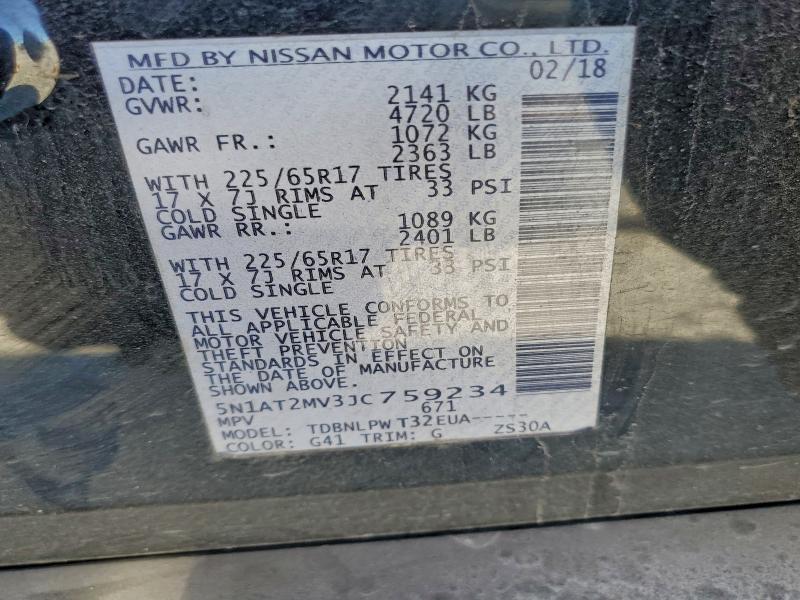 MFD BY NISSAN MOTOR CO., LTD.
DATE: 02/18
GVWR: 2141 KG
4720 LB
GAWR FR.: 1072 KG
2363 LB
WITH 225/65R17 TIRES
17 X 7J RIMS AT 33 PSI
COLD SINGLE
GAWR RR.: 1089 KG
2401 LB
WITH 225/65R17 TIRES
17 X 7J RIMS AT 33 PSI
COLD SINGLE
THIS VEHICLE CONFORMS TO
ALL APPLICABLE FEDERAL
MOTOR VEHICLE SAFETY AND
THEFT PREVENTION
STANDARDS IN EFFECT ON
THE DATE OF MANUFACTURE
SHOWN ABOVE.
5N1AT2MV3JC759234
MPV 671
MODEL: TDBNLPW T32EUA-----
COLOR: G41 TRIM: G ZS30A